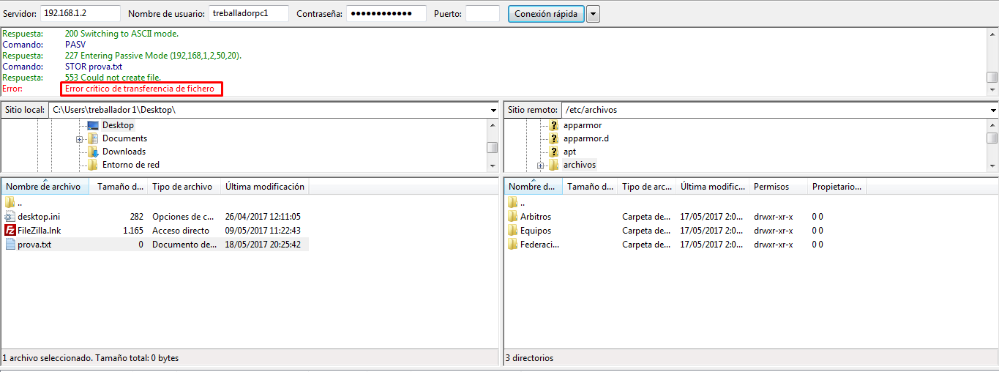 Servidor: 192.168.1.2 Nombre de usuario: treballadorpc1 Contraseña: ●●●●●●●●●●●● Puerto: Conexión rápida
Respuesta: 200 Switching to ASCII mode.
Comando: PASV
Respuesta: 227 Entering Passive Mode (192,168,1,2,50,20).
Comando: STOR prova.txt
Respuesta: 553 Could not create file.
Error: Error crítico de transferencia de fichero
Sitio local: C:\Users\treballador1\Desktop\
Desktop
Documents
Downloads
Entorno de red
Nombre de archivo Tamaño d... Tipo de archivo Última modificación
..
desktop.ini 282 Opciones de c... 26/04/2017 12:11:05
FileZilla.lnk 1.165 Acceso directo 09/05/2017 11:22:43
prova.txt 0 Documento de... 18/05/2017 20:25:42
1 archivo seleccionado. Tamaño total: 0 bytes
Sitio remoto: /etc/archivos
apparmor
apparmor.d
apt
archivos
Nombre d... Tamaño d... Tipo de arc... Última modific... Permisos Propietario...
..
Arbitros Carpeta de... 17/05/2017 2:0... drwxr-xr-x 0 0
Equipos Carpeta de... 17/05/2017 2:0... drwxr-xr-x 0 0
Federaci... Carpeta de... 17/05/2017 2:0... drwxr-xr-x 0 0
3 directorios